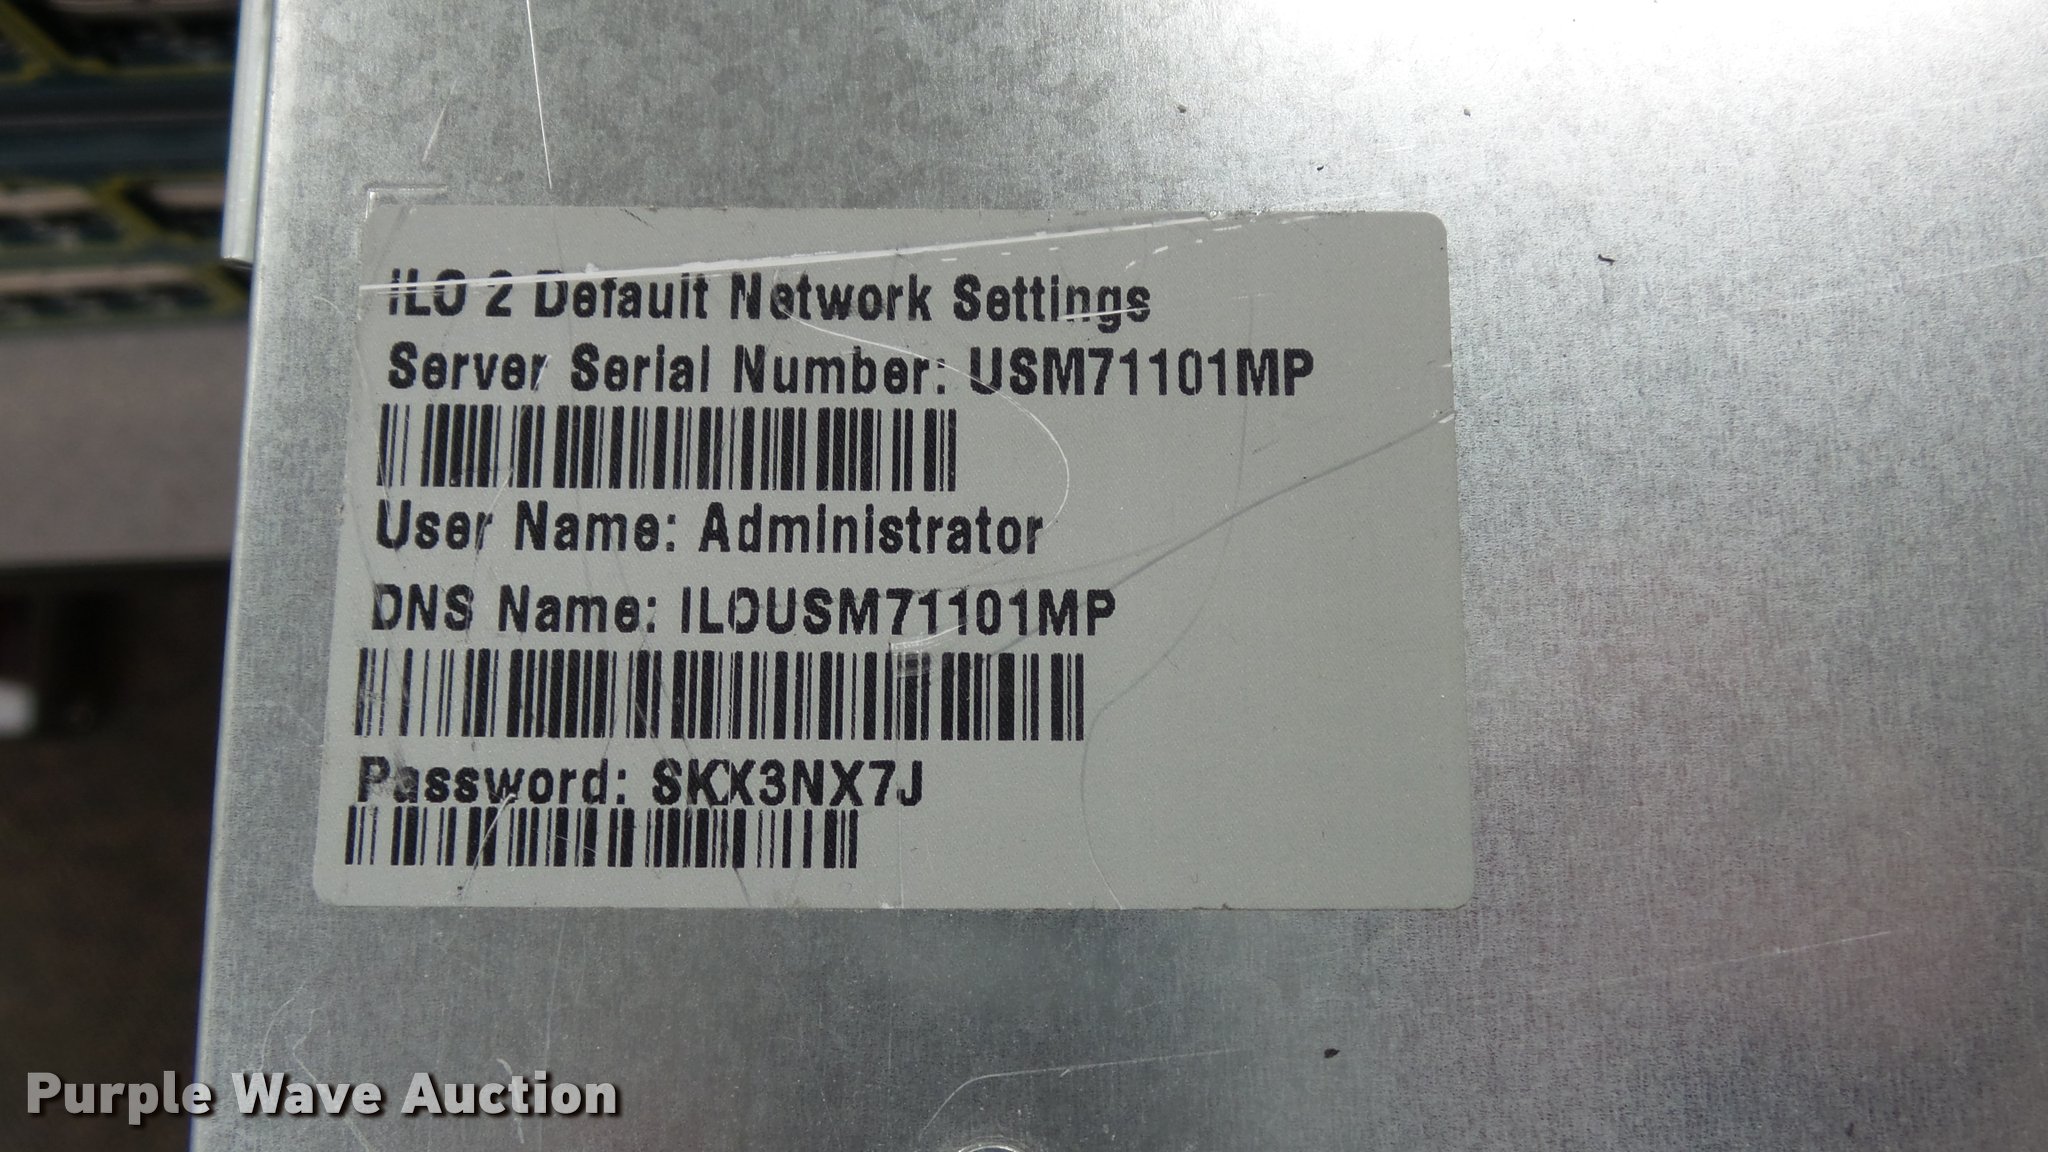 iLO 2 Default Network Settings
Server Serial Number: USM71101MP
User Name: Administrator
DNS Name: ILOUSM71101MP
Password: SKX3NX7J
Purple Wave Auction